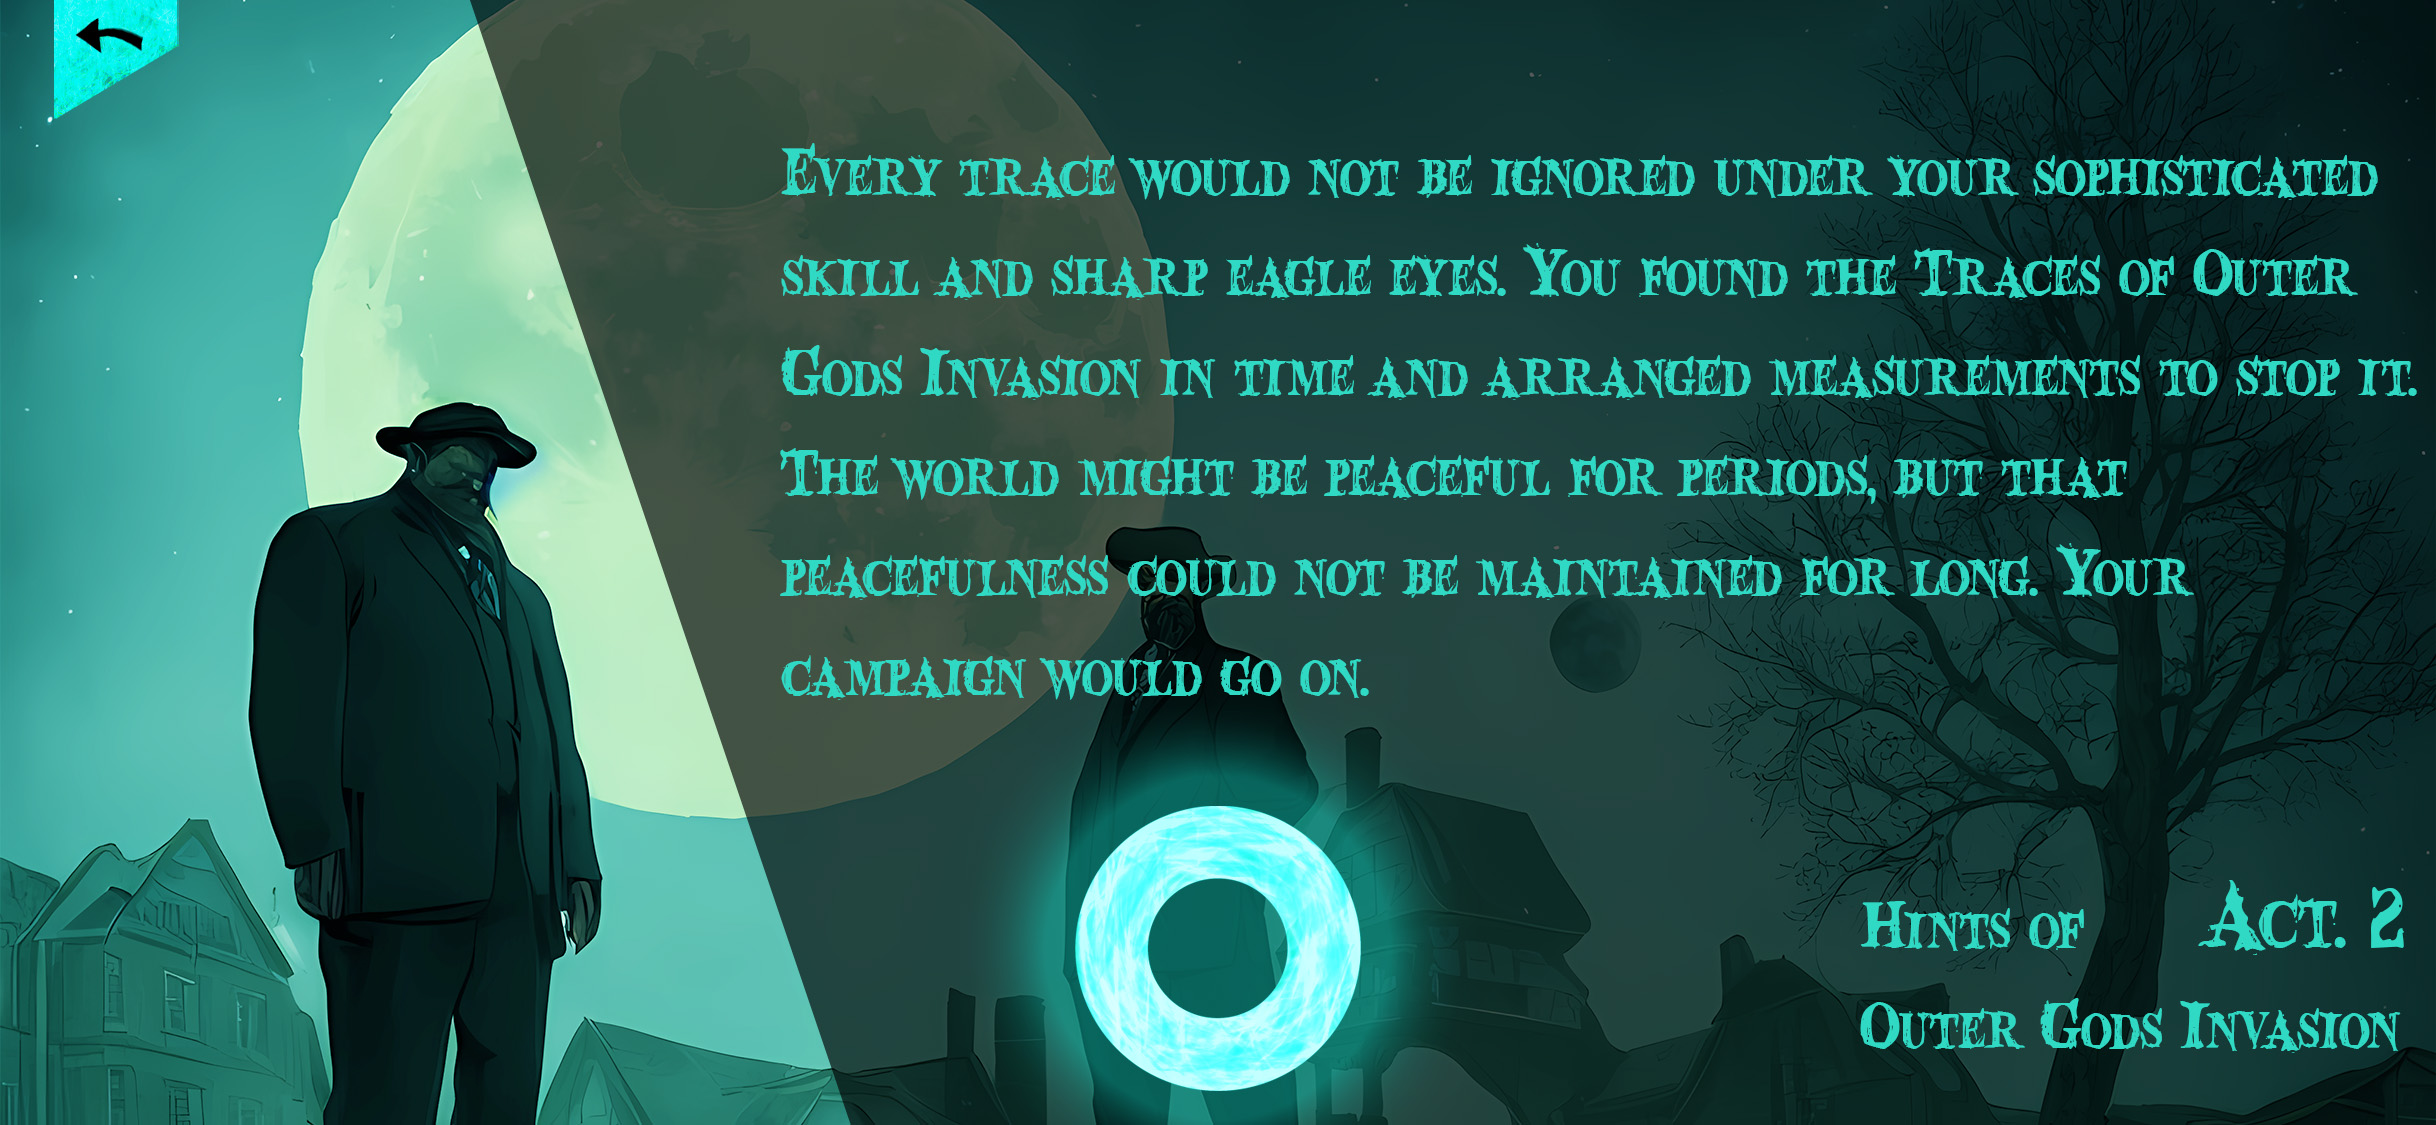 Every trace would not be ignored under your sophisticated
skill and sharp eagle eyes. You found the Traces of Outer
Gods Invasion in time and arranged measurements to stop it.
The world might be peaceful for periods, but that
peacefulness could not be maintained for long. Your
campaign would go on.
Hints of
Outer Gods Invasion
Act. 2